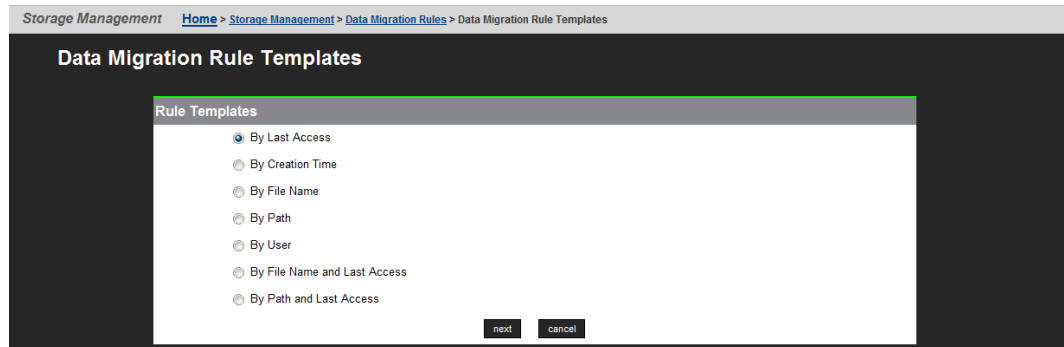 Storage Management Home > Storage Management > Data Migration Rules > Data Migration Rule Templates
Data Migration Rule Templates
Rule Templates
By Last Access
By Creation Time
By File Name
By Path
By User
By File Name and Last Access
By Path and Last Access
next cancel